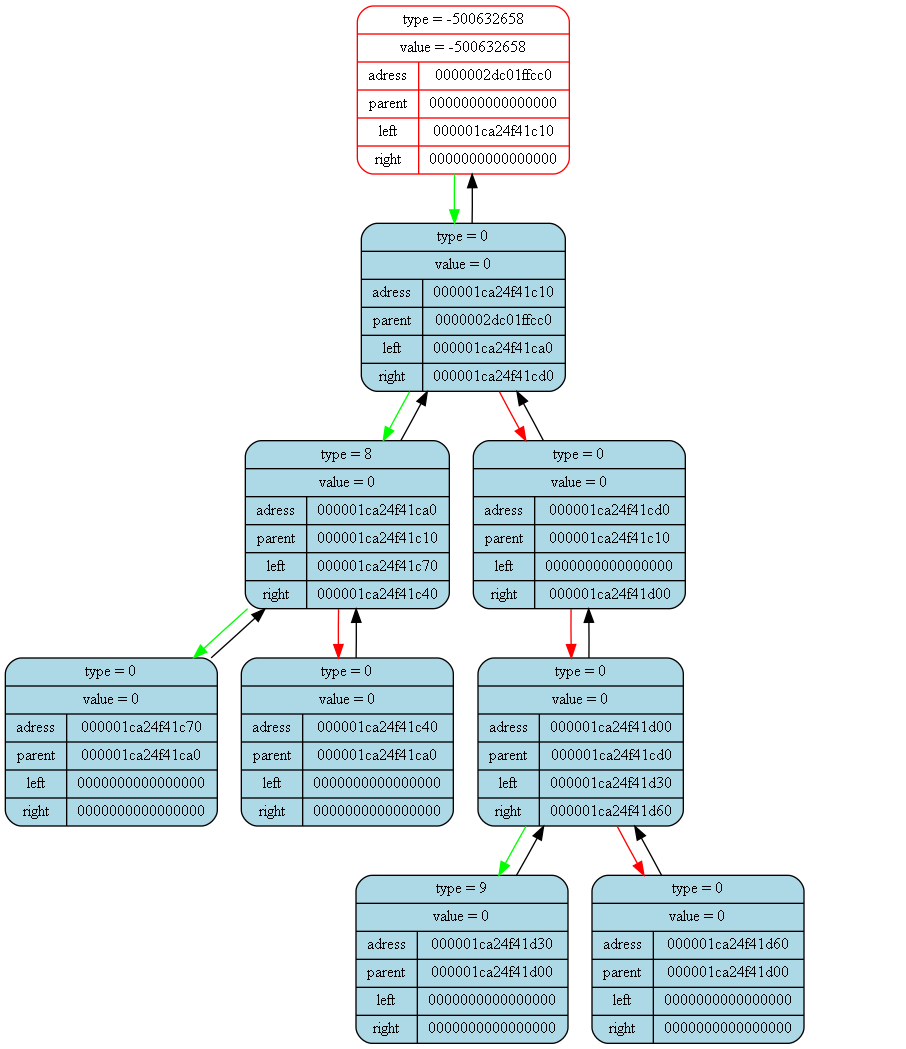 type = -500632658
value = -500632658
adress 0000002dc01ffcc0
parent 0000000000000000
left 000001ca24f41c10
right 0000000000000000
type = 0
value = 0
adress 000001ca24f41c10
parent 0000002dc01ffcc0
left 000001ca24f41ca0
right 000001ca24f41cd0
type = 8
value = 0
adress 000001ca24f41ca0
parent 000001ca24f41c10
left 000001ca24f41c70
right 000001ca24f41c40
type = 0
value = 0
adress 000001ca24f41cd0
parent 000001ca24f41c10
left 0000000000000000
right 000001ca24f41d00
type = 0
value = 0
adress 000001ca24f41c70
parent 000001ca24f41ca0
left 0000000000000000
right 0000000000000000
type = 0
value = 0
adress 000001ca24f41c40
parent 000001ca24f41ca0
left 0000000000000000
right 0000000000000000
type = 0
value = 0
adress 000001ca24f41d00
parent 000001ca24f41cd0
left 000001ca24f41d30
right 000001ca24f41d60
type = 9
value = 0
adress 000001ca24f41d30
parent 000001ca24f41d00
left 0000000000000000
right 0000000000000000
type = 0
value = 0
adress 000001ca24f41d60
parent 000001ca24f41d00
left 0000000000000000
right 0000000000000000